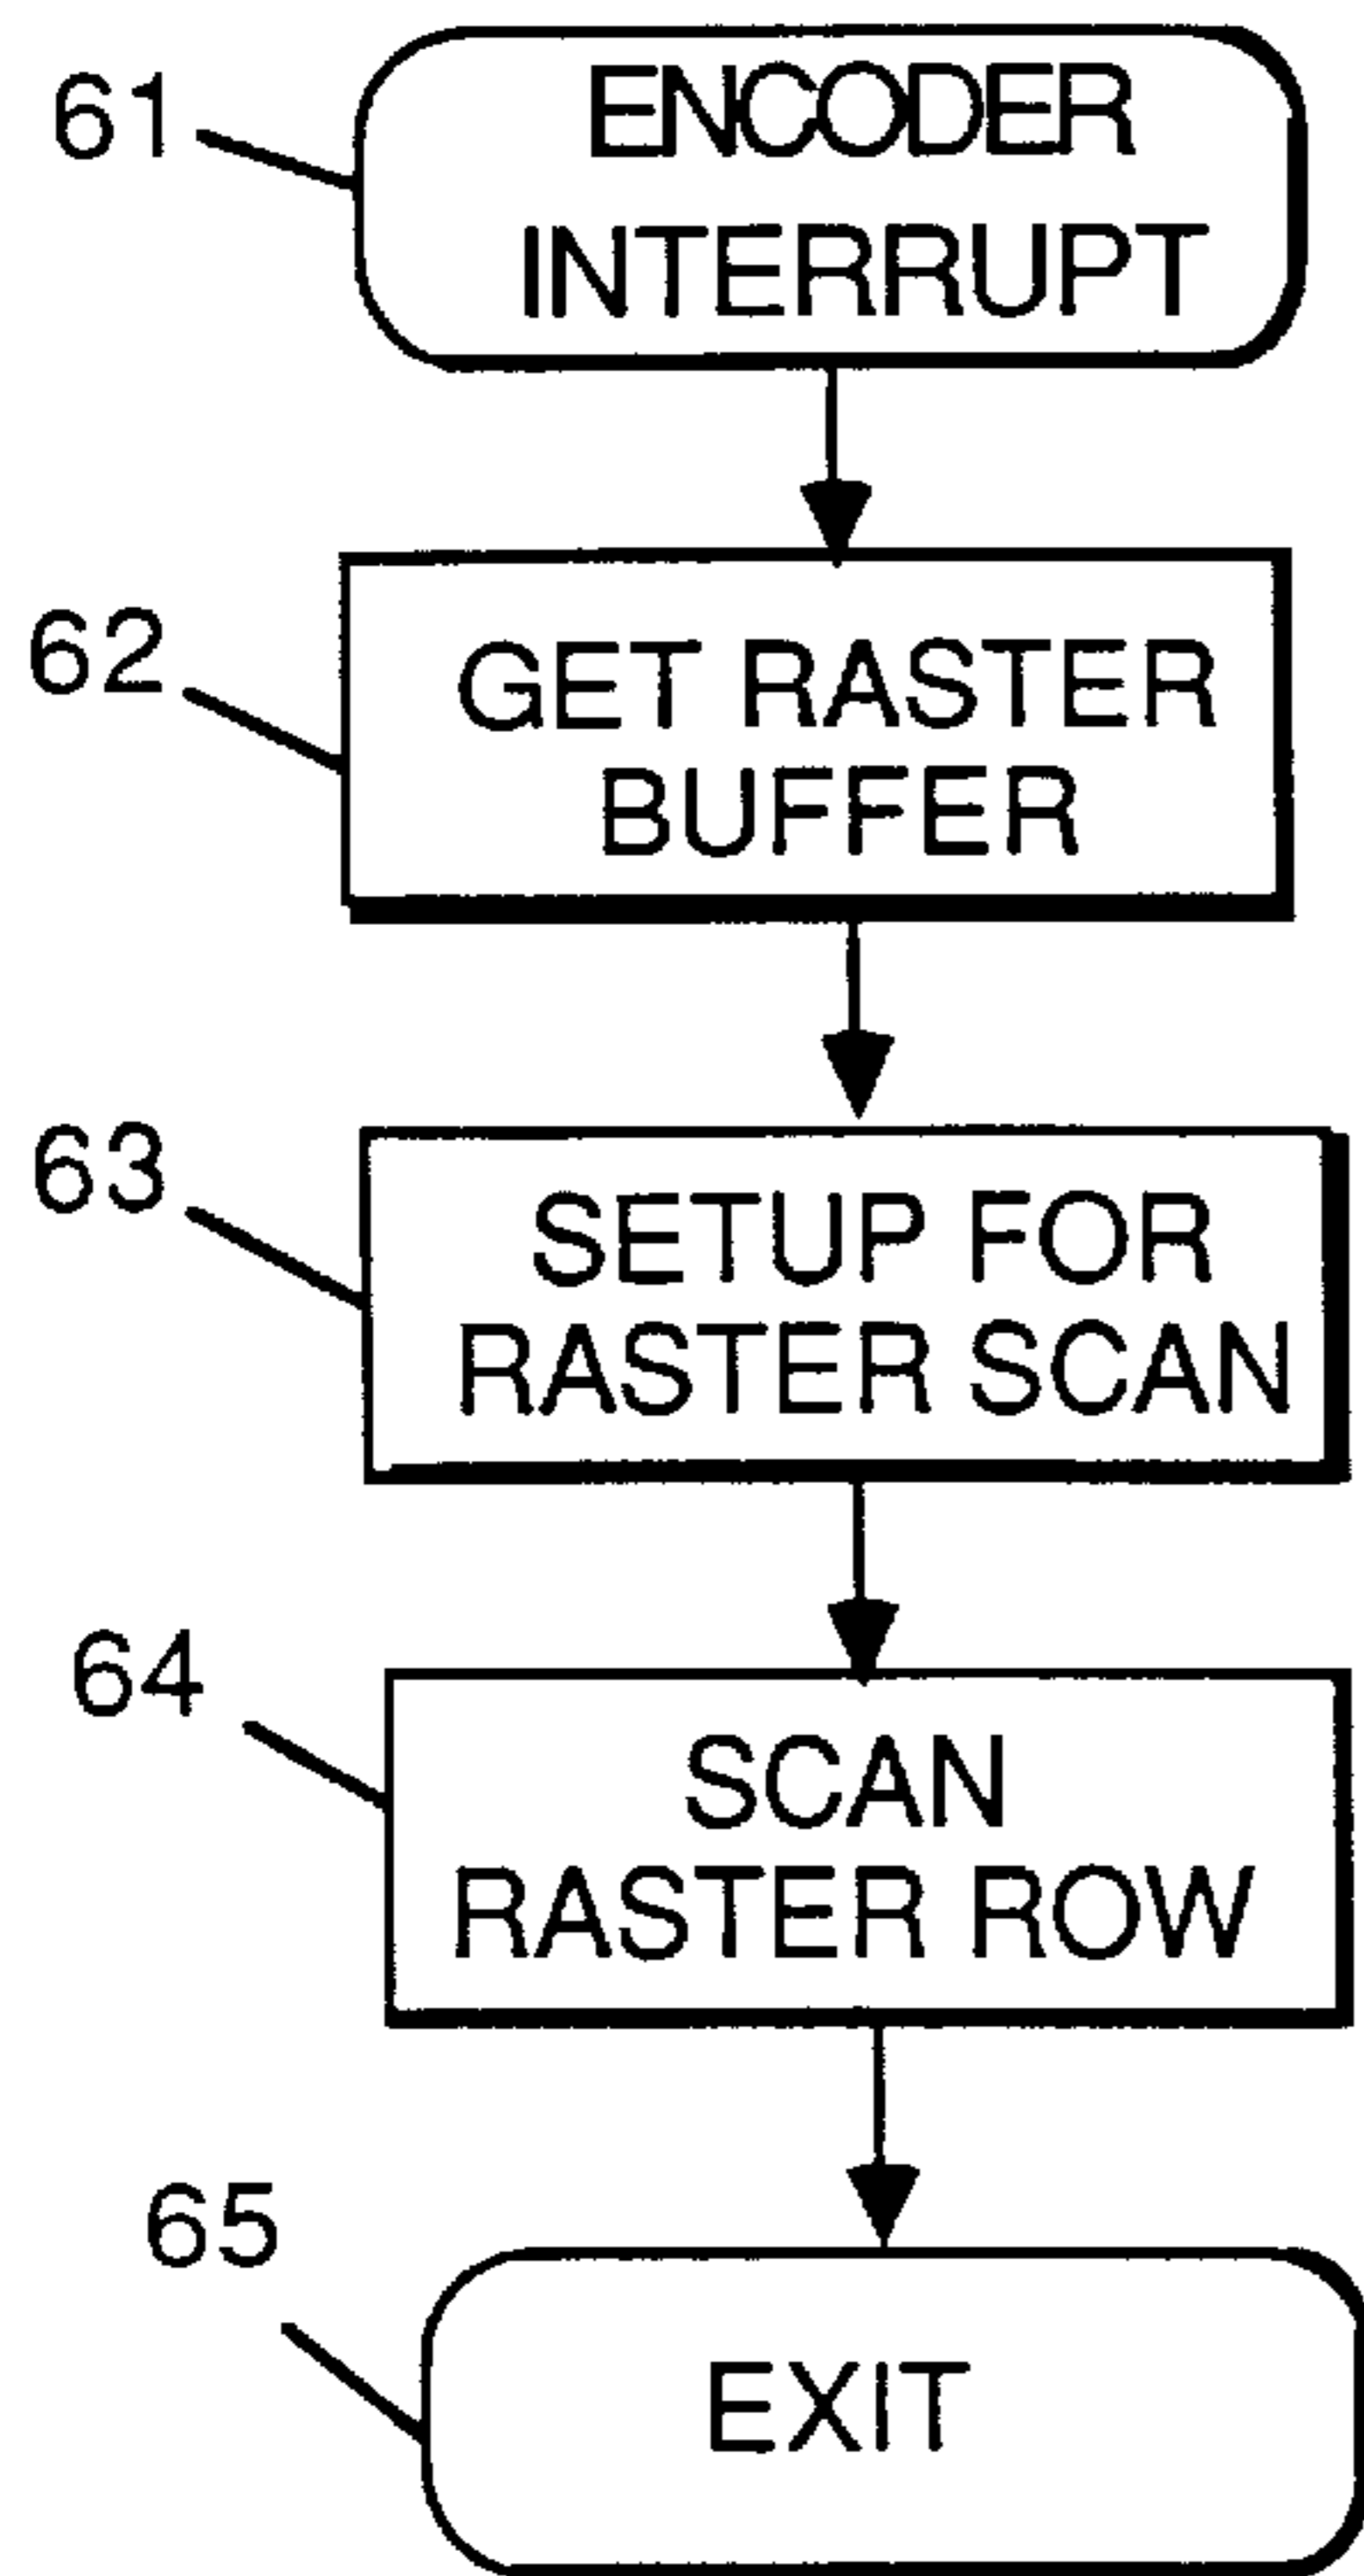 61
ENCODER
INTERRUPT
62
GET RASTER
BUFFER
63
SETUP FOR
RASTER SCAN
64
SCAN
RASTER ROW
65
EXIT